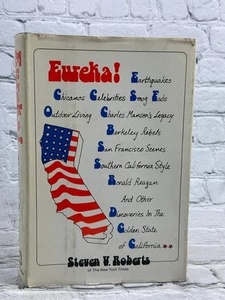 Eureka! Earthquakes
Chicanos Celebrities Smog Fads
Outdoor Living Charles Manson's Legacy
Berkeley Rebels
San Francisco Scenes
Southern California Style
Ronald Reagan
And Other
Discoveries In The
Golden State
of California **
Steven V. Roberts
of The New York Times